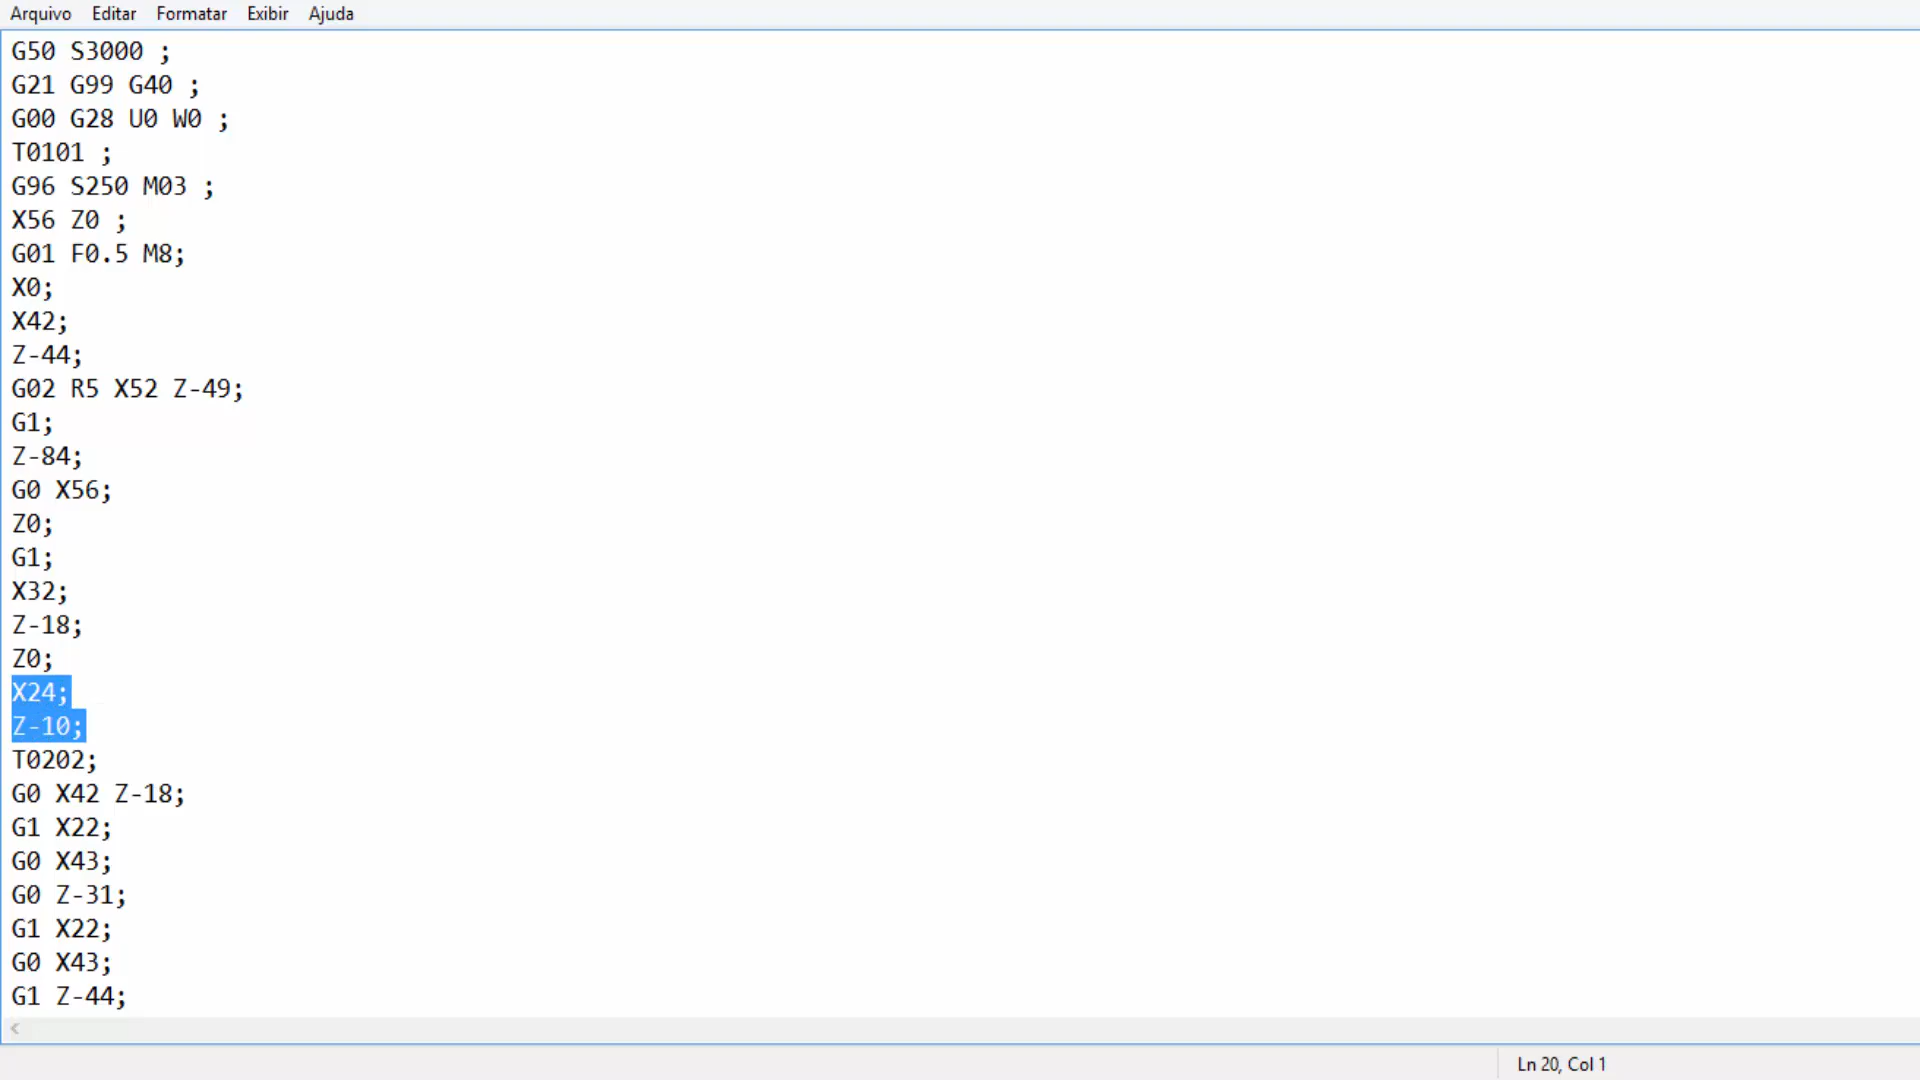 Arquivo Editar Formatar Exibir Ajuda
G50 S3000 ;
G21 G99 G40 ;
G00 G28 U0 W0 ;
T0101 ;
G96 S250 M03 ;
X56 Z0 ;
G01 F0.5 M8;
X0;
X42;
Z-44;
G02 R5 X52 Z-49;
G1;
Z-84;
G0 X56;
Z0;
G1;
X32;
Z-18;
Z0;
X24;
Z-10;
T0202;
G0 X42 Z-18;
G1 X22;
G0 X43;
G0 Z-31;
G1 X22;
G0 X43;
G1 Z-44;
Ln 20, Col 1